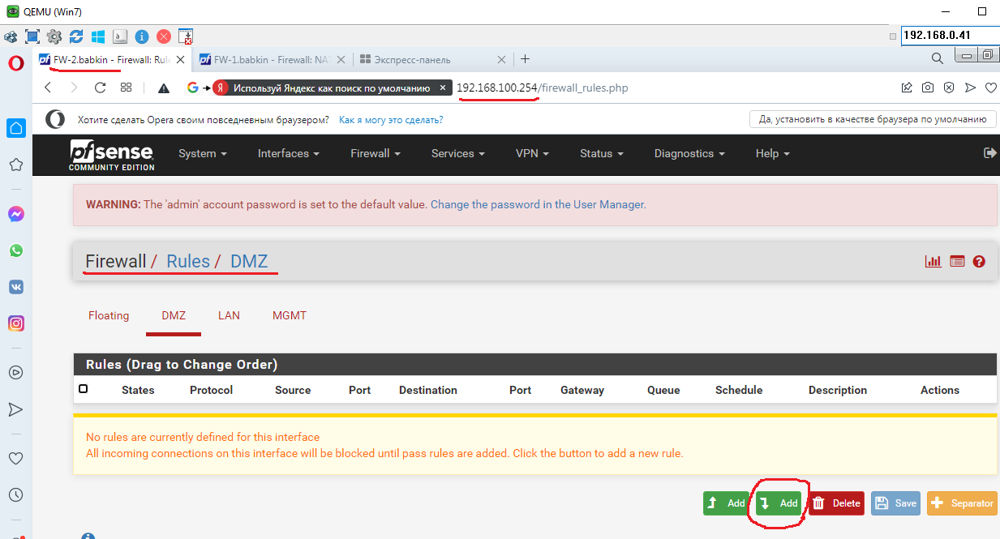 QEMU (Win7)
192.168.0.41
FW-2.babkin - Firewall: Rule
FW-1.babkin - Firewall: NA
Экспресс-панель
Используй Яндекс как поиск по умолчанию
192.168.100.254/firewall_rules.php
Хотите сделать Opera своим повседневным браузером? Как я могу это сделать?
Да, установить в качестве браузера по умолчанию
pfsense
COMMUNITY EDITION
System Interfaces Firewall Services VPN Status Diagnostics Help
WARNING: The 'admin' account password is set to the default value. Change the password in the User Manager.
Firewall / Rules / DMZ
Floating DMZ LAN MGMT
Rules (Drag to Change Order)
States Protocol Source Port Destination Port Gateway Queue Schedule Description Actions
No rules are currently defined for this interface
All incoming connections on this interface will be blocked until pass rules are added. Click the button to add a new rule.
Add Add Delete Save Separator